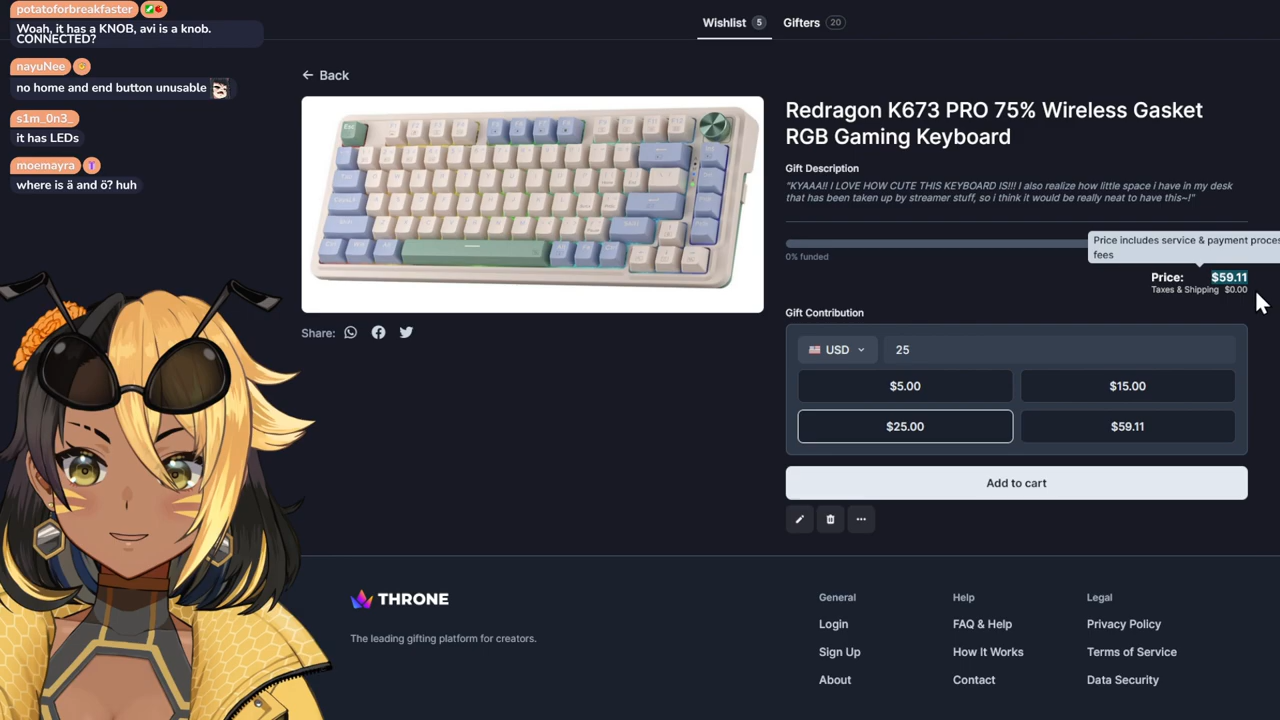 potatoforbreakfaster
Woah, it has a KNOB, avi is a knob.
CONNECTED?
nayuNee
no home and end button unusable
s1m_0n3_
it has LEDs
moemayra
where is ä and ö? huh
Wishlist 5
Gifters 20
Back
Redragon K673 PRO 75% Wireless Gasket
RGB Gaming Keyboard
Gift Description
"KYAAA!! I LOVE HOW CUTE THIS KEYBOARD IS!!! I also realize how little space i have in my desk
that has been taken up by streamer stuff, so i think it would be really neat to have this~!"
Price includes service & payment proces
fees
0% funded
Price: $59.11
Taxes & Shipping $0.00
Share:
Gift Contribution
USD 25
$5.00 $15.00
$25.00 $59.11
Add to cart
THRONE
The leading gifting platform for creators.
General
Login
Sign Up
About
Help
FAQ & Help
How It Works
Contact
Legal
Privacy Policy
Terms of Service
Data Security